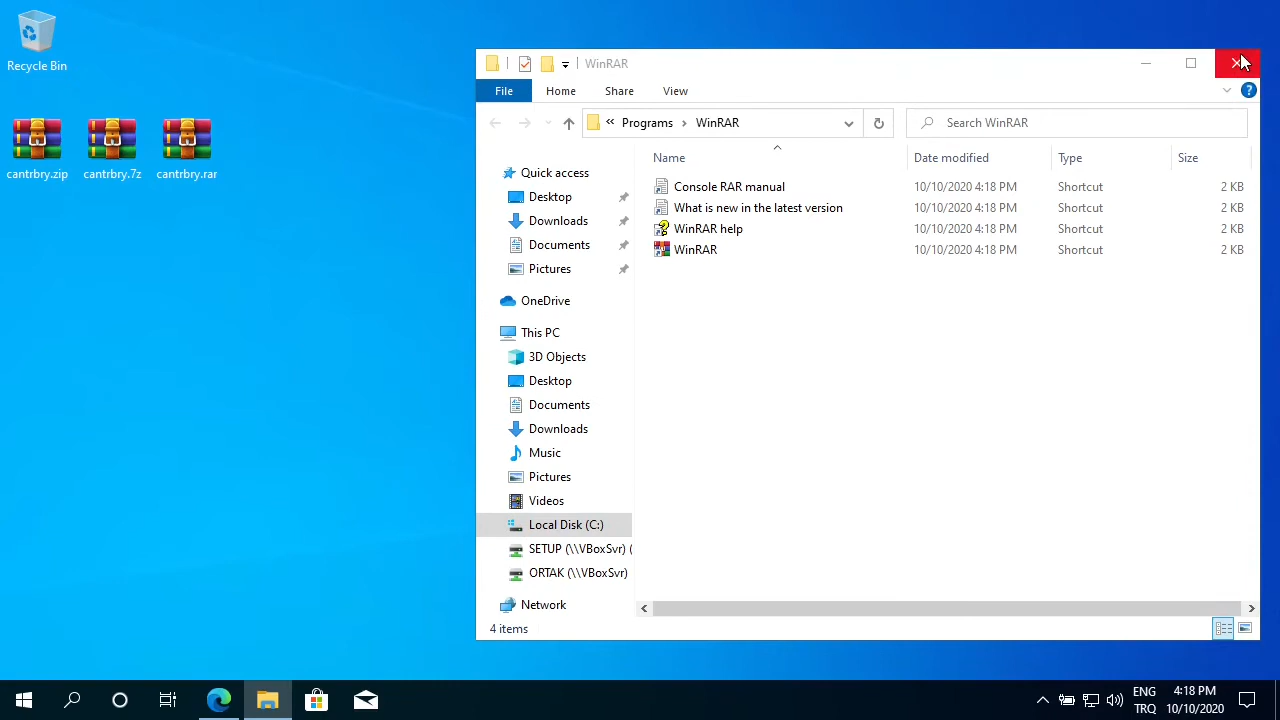 Recycle Bin
cantrbry.zip
cantrbry.7z
cantrbry.rar
WinRAR
File Home Share View
« Programs > WinRAR
Search WinRAR
Name Date modified Type Size
Console RAR manual 10/10/2020 4:18 PM Shortcut 2 KB
What is new in the latest version 10/10/2020 4:18 PM Shortcut 2 KB
WinRAR help 10/10/2020 4:18 PM Shortcut 2 KB
WinRAR 10/10/2020 4:18 PM Shortcut 2 KB
Quick access
Desktop
Downloads
Documents
Pictures
OneDrive
This PC
3D Objects
Desktop
Documents
Downloads
Music
Pictures
Videos
Local Disk (C:)
SETUP (\\VBoxSvr) (
ORTAK (\\VBoxSvr)
Network
4 items
ENG
TRQ
4:18 PM
10/10/2020